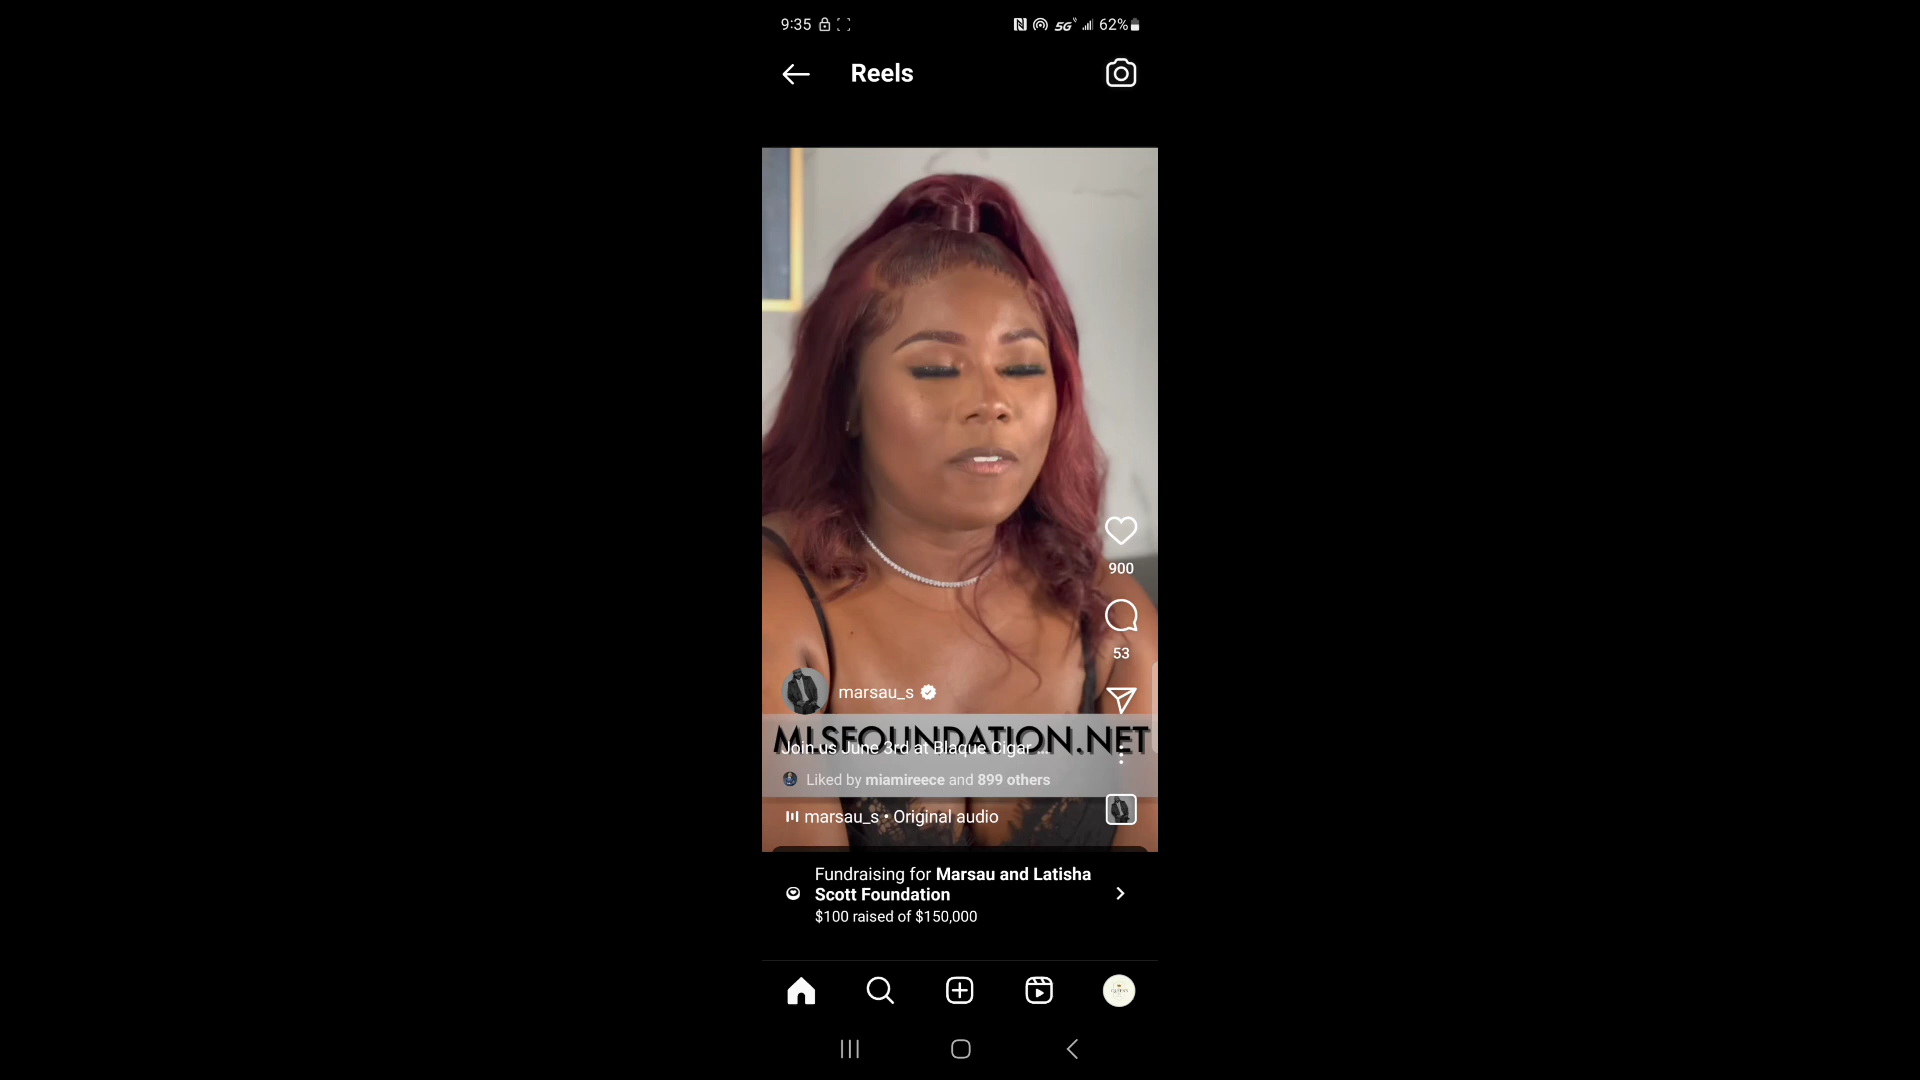 9:35 5G 62%
Reels
900
53
marsau_s
MLSFOUNDATION.NET
Join us June 3rd at Blaque Cigar ...
Liked by miamireece and 899 others
marsau_s • Original audio
Fundraising for Marsau and Latisha
Scott Foundation
$100 raised of $150,000